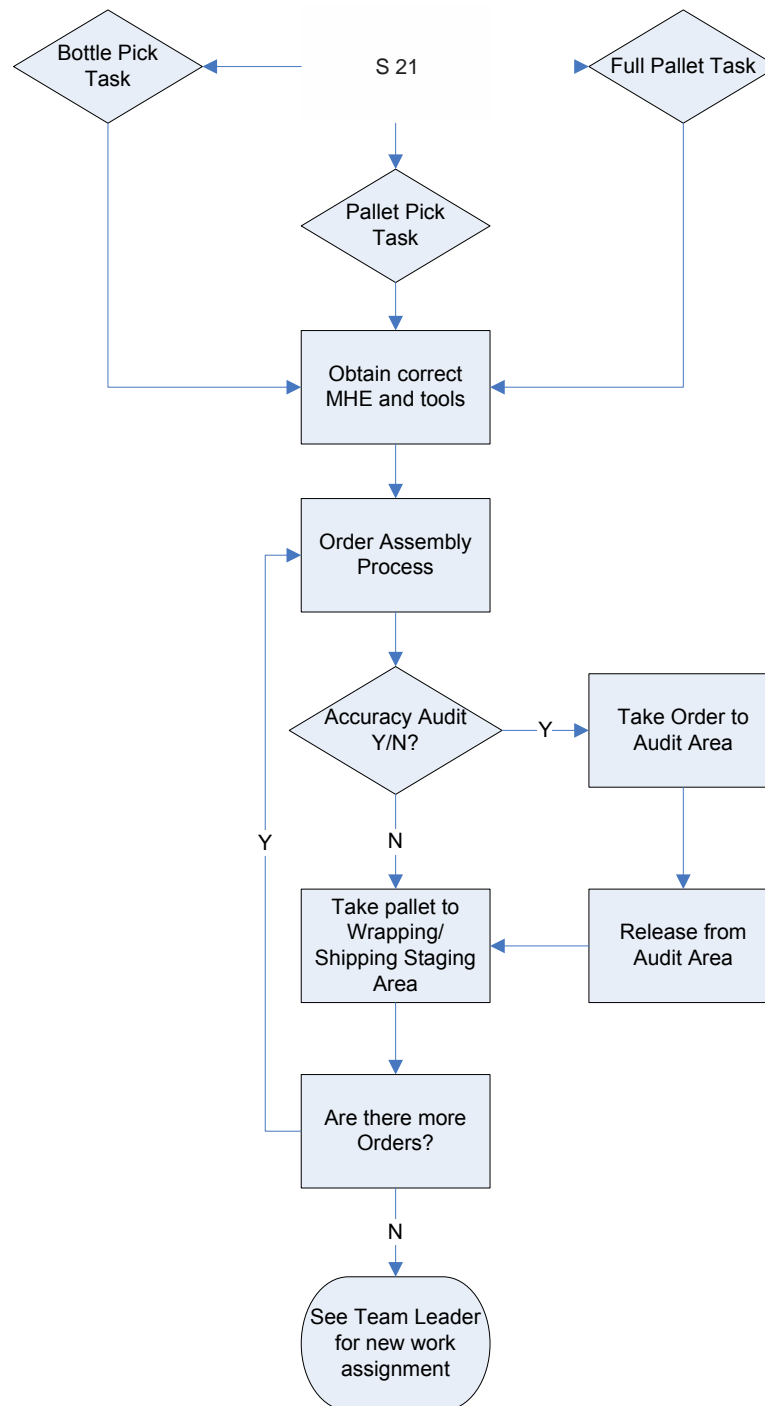 Bottle Pick
Task
S 21
Full Pallet Task
Pallet Pick
Task
Obtain correct
MHE and tools
Order Assembly
Process
Accuracy Audit
Y/N?
Y
Take Order to
Audit Area
Y
N
Take pallet to
Wrapping/
Shipping Staging
Area
Release from
Audit Area
Are there more
Orders?
N
See Team Leader
for new work
assignment